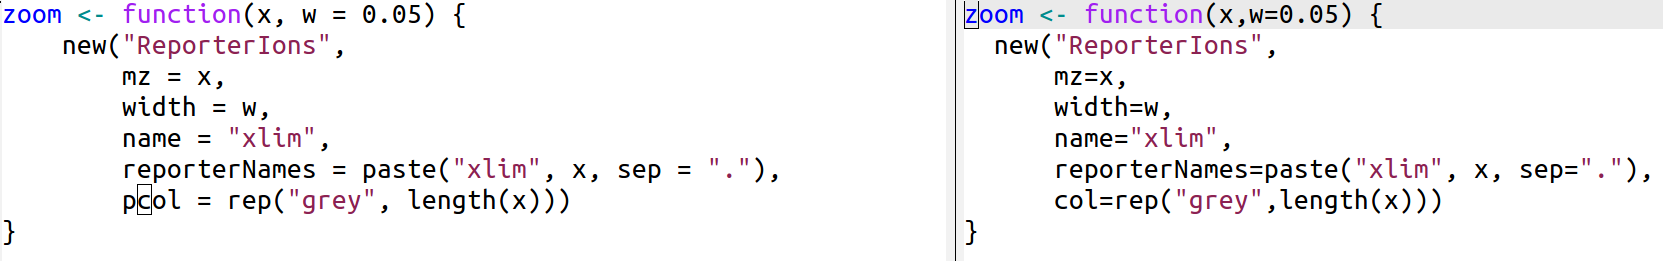 zoom <- function(x, w = 0.05) {
    new("ReporterIons",
        mz = x,
        width = w,
        name = "xlim",
        reporterNames = paste("xlim", x, sep = "."),
        pcol = rep("grey", length(x)))
}
zoom <- function(x,w=0.05) {
  new("ReporterIons",
      mz=x,
      width=w,
      name="xlim",
      reporterNames=paste("xlim", x, sep="."),
      col=rep("grey",length(x)))
}